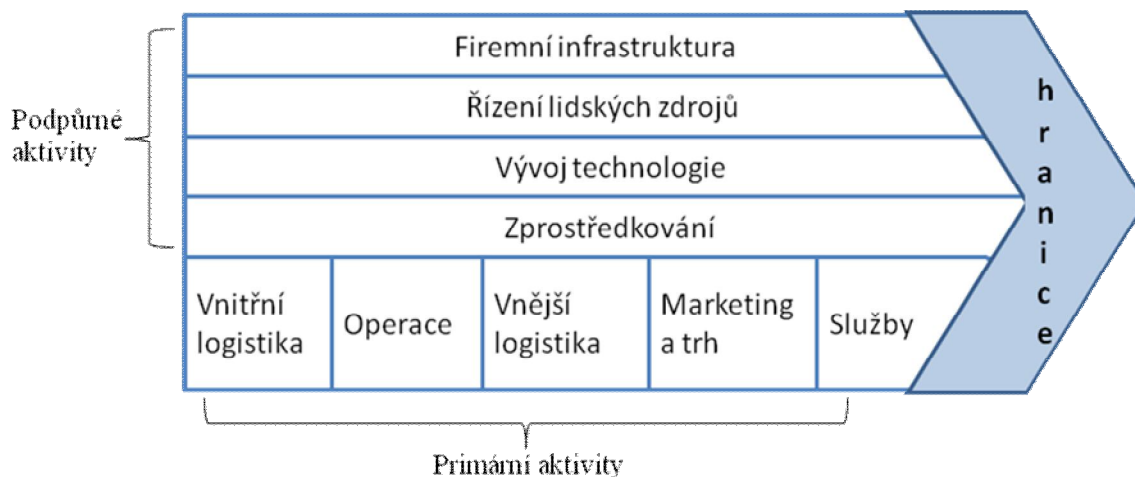 Firemní infrastruktura
Řízení lidských zdrojů
Podpůrné
aktivity
Vývoj technologie
Zprostředkování
Vnitřní
logistika
Operace
Vnější
logistika
Marketing
a trh
Služby
hranice
Primární aktivity